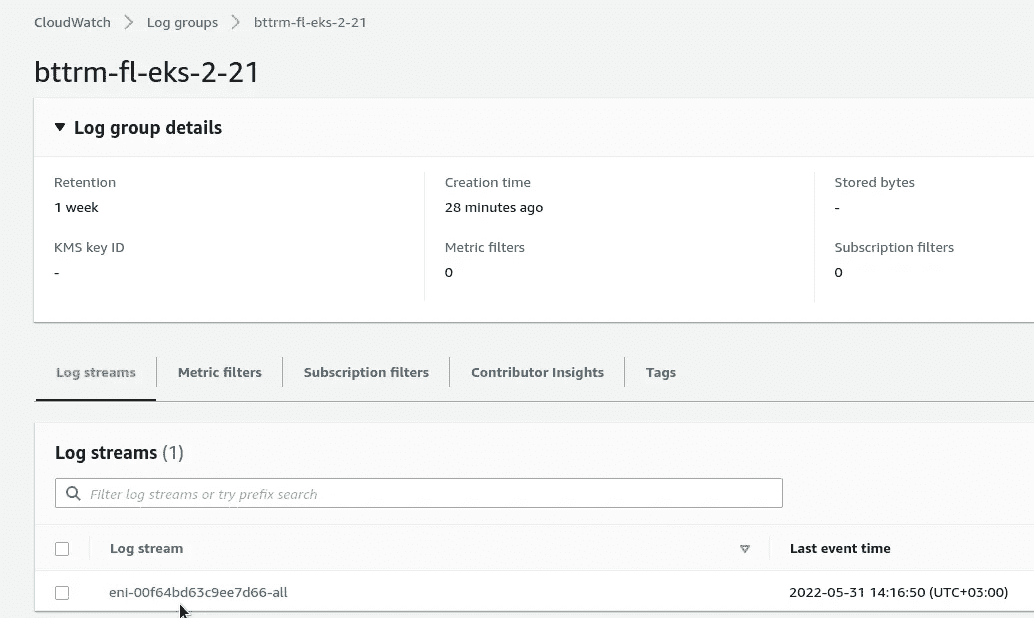 CloudWatch > Log groups > bttrm-fl-eks-2-21
bttrm-fl-eks-2-21
▼ Log group details
Retention Creation time Stored bytes
1 week 28 minutes ago -
KMS key ID Metric filters Subscription filters
- 0 0
Log streams Metric filters Subscription filters Contributor Insights Tags
Log streams (1)
Filter log streams or try prefix search
Log stream Last event time
eni-00f64bd63c9ee7d66-all 2022-05-31 14:16:50 (UTC+03:00)